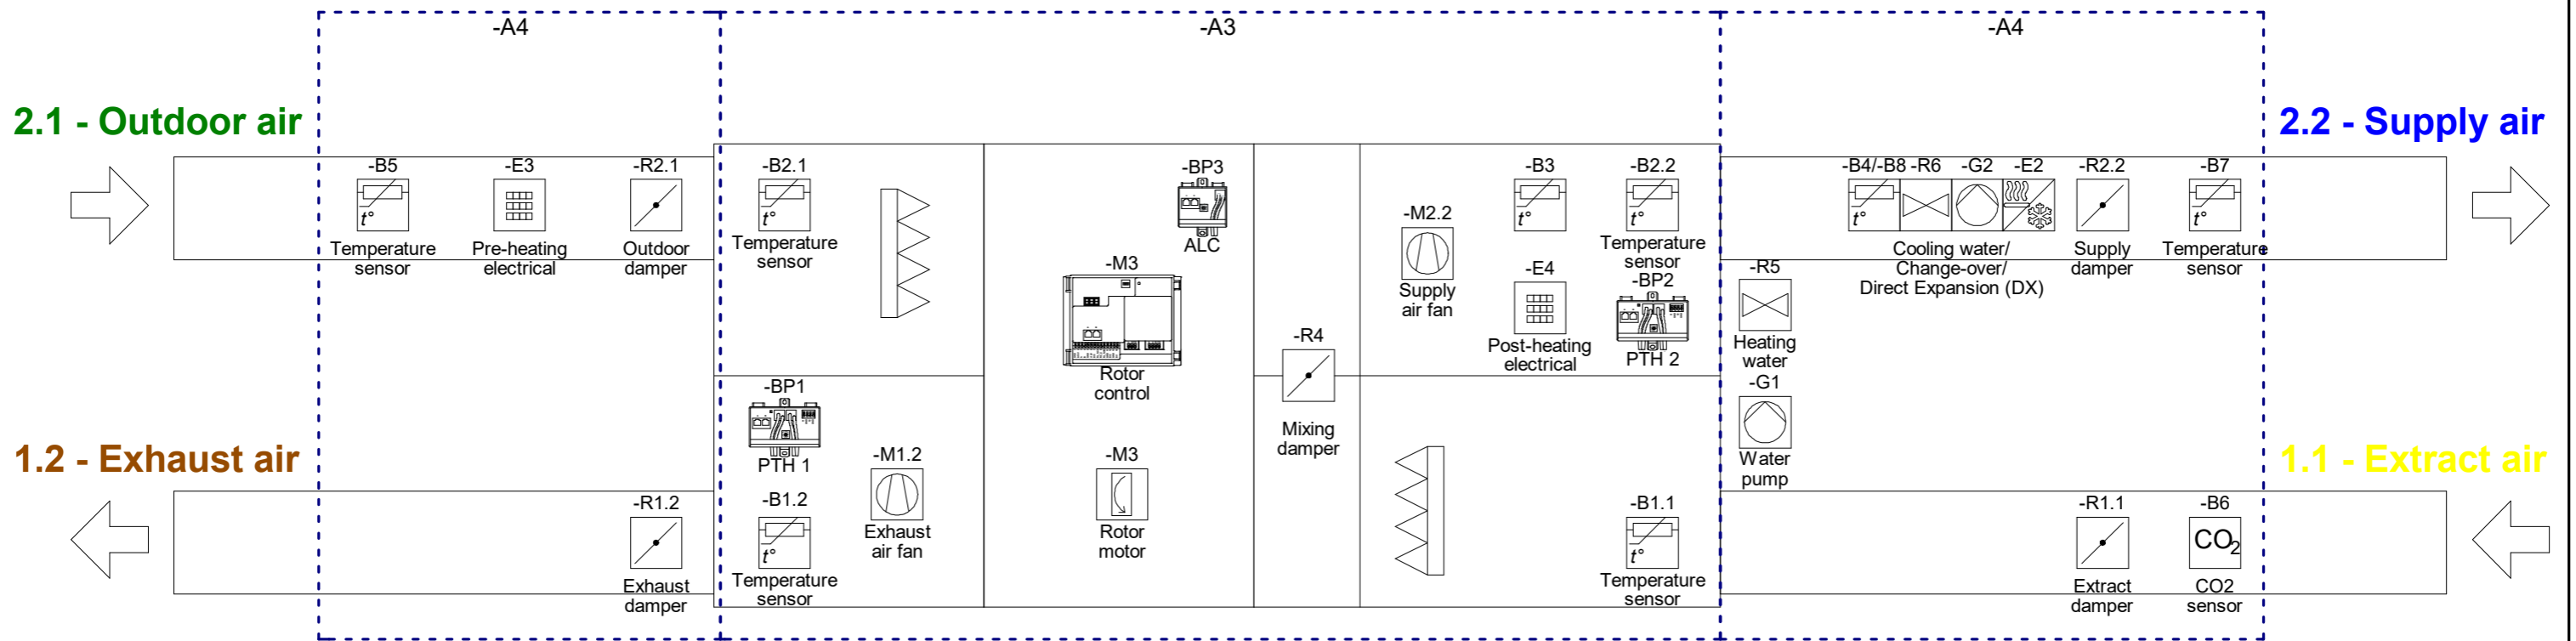 -A4
-A3
-A4
2.1 - Outdoor air
2.2 - Supply air
-B5
-E3
-R2.1
t°
Temperature
sensor
Pre-heating
electrical
Outdoor
damper
-B2.1
t°
Temperature
sensor
-BP3
ALC
-M3
Rotor
control
-M2.2
Supply
air fan
-B3
t°
-E4
Post-heating
electrical
-B2.2
t°
Temperature
sensor
-BP2
PTH 2
-R4
Mixing
damper
-B4/-B8
-R6
-G2
-E2
t°
Cooling water/
Change-over/
Direct Expansion (DX)
-R2.2
Supply
damper
-B7
t°
Temperature
sensor
-R5
Heating
water
-G1
Water
pump
1.2 - Exhaust air
1.1 - Extract air
-R1.2
Exhaust
damper
-BP1
PTH 1
-B1.2
t°
Temperature
sensor
-M1.2
Exhaust
air fan
-M3
Rotor
motor
-B1.1
t°
Temperature
sensor
-R1.1
Extract
damper
-B6
CO2
CO2
sensor